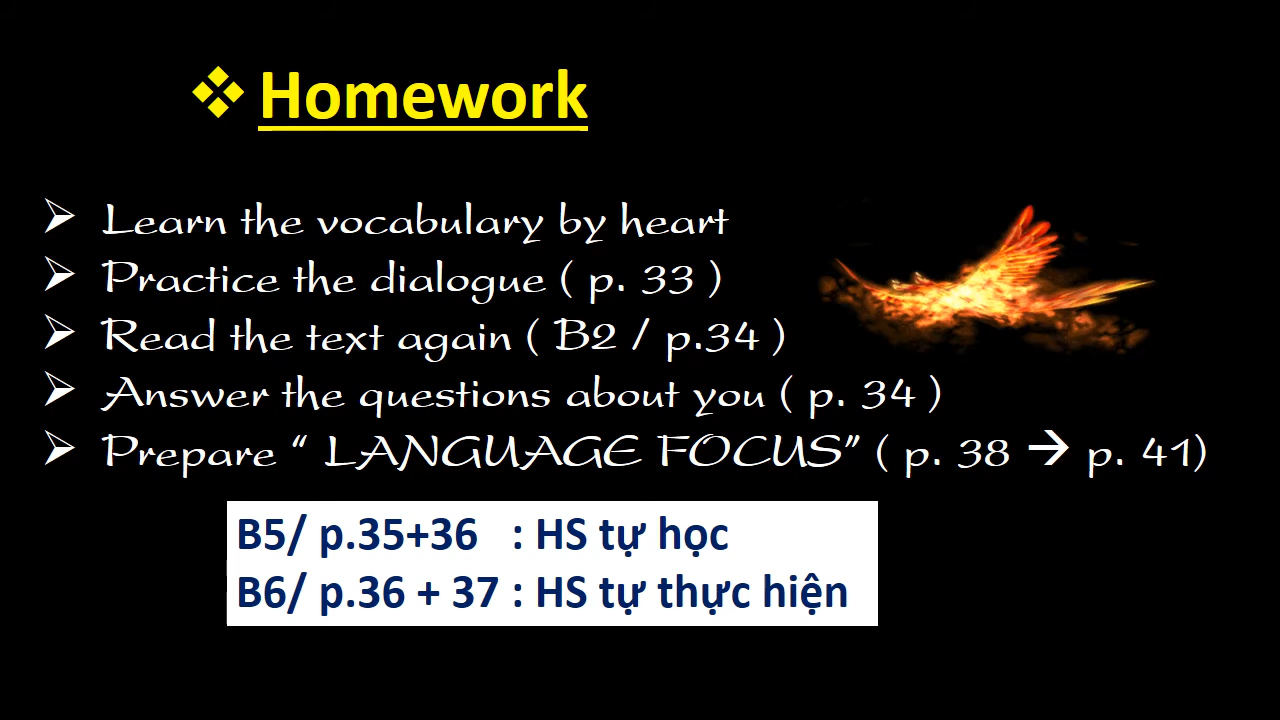 ❖ Homework
➢ Learn the vocabulary by heart
➢ Practice the dialogue ( p. 33 )
➢ Read the text again ( B2 / p.34 )
➢ Answer the questions about you ( p. 34 )
➢ Prepare “ LANGUAGE FOCUS” ( p. 38 → p. 41)
B5/ p.35+36 : HS tự học
B6/ p.36 + 37 : HS tự thực hiện